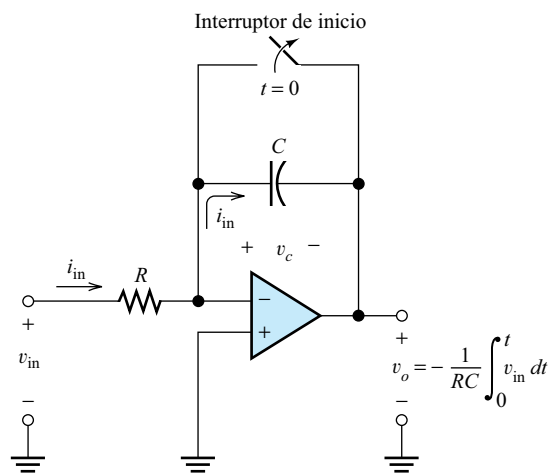 Interruptor de inicio
t = 0
C
i_in
+ v_c −
i_in
R
−
+
+
v_in
−
+
v_o = − 1/RC ∫_0^t v_in dt
−